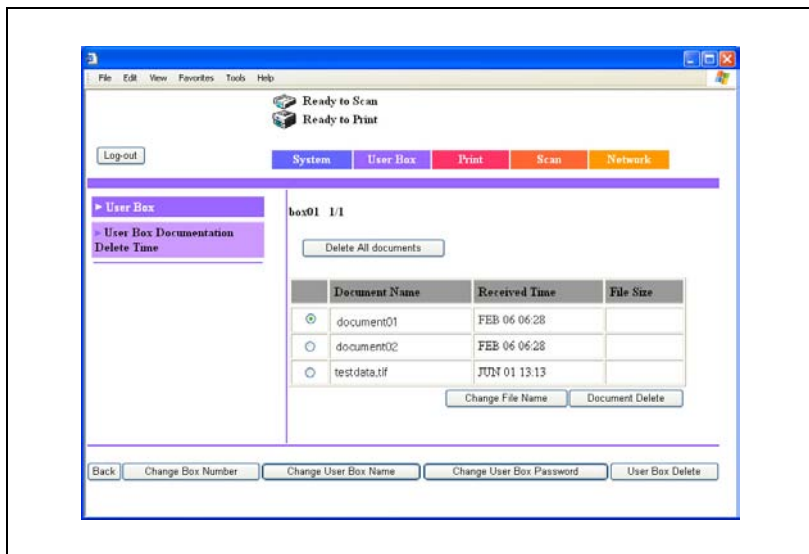 File Edit View Favorites Tools Help
Ready to Scan
Ready to Print
Log-out
System User Box Print Scan Network
User Box
box01 1/1
User Box Documentation
Delete Time
Delete All documents
Document Name Received Time File Size
document01 FEB 06 06:28
document02 FEB 06 06:28
testdata.tif JUN 01 13:13
Change File Name Document Delete
Back Change Box Number Change User Box Name Change User Box Password User Box Delete